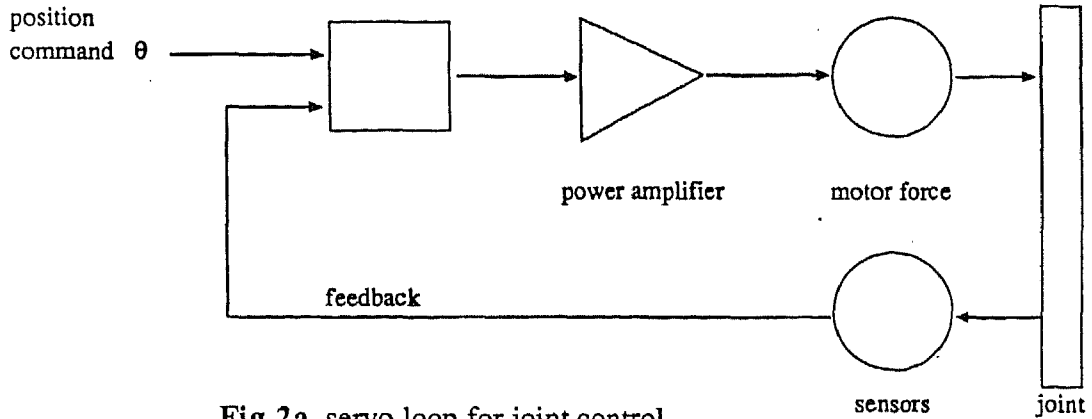 position
command θ
power amplifier
motor force
feedback
sensors
joint
Fig 2a servo loop for joint control